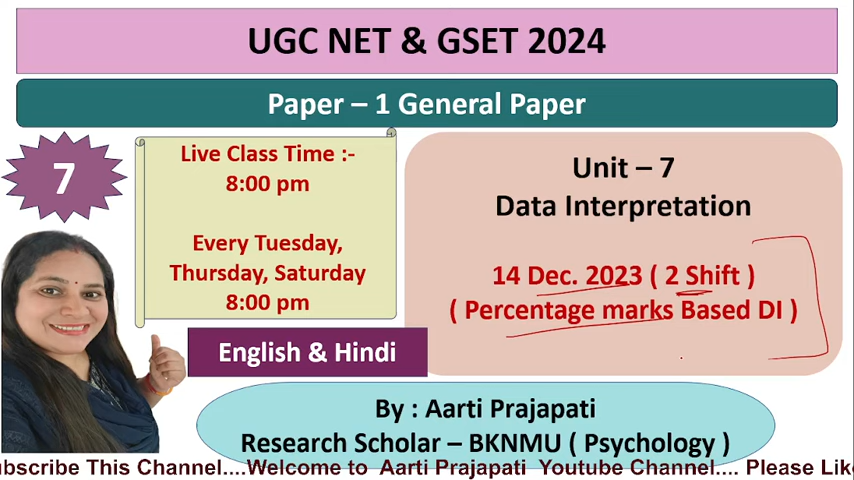 UGC NET & GSET 2024
Paper – 1 General Paper
7
Live Class Time :-
8:00 pm
Every Tuesday,
Thursday, Saturday
8:00 pm
Unit – 7
Data Interpretation
14 Dec. 2023 ( 2 Shift )
( Percentage marks Based DI )
English & Hindi
By : Aarti Prajapati
Research Scholar – BKNMU ( Psychology )
ubscribe This Channel....Welcome to Aarti Prajapati Youtube Channel.... Please Like